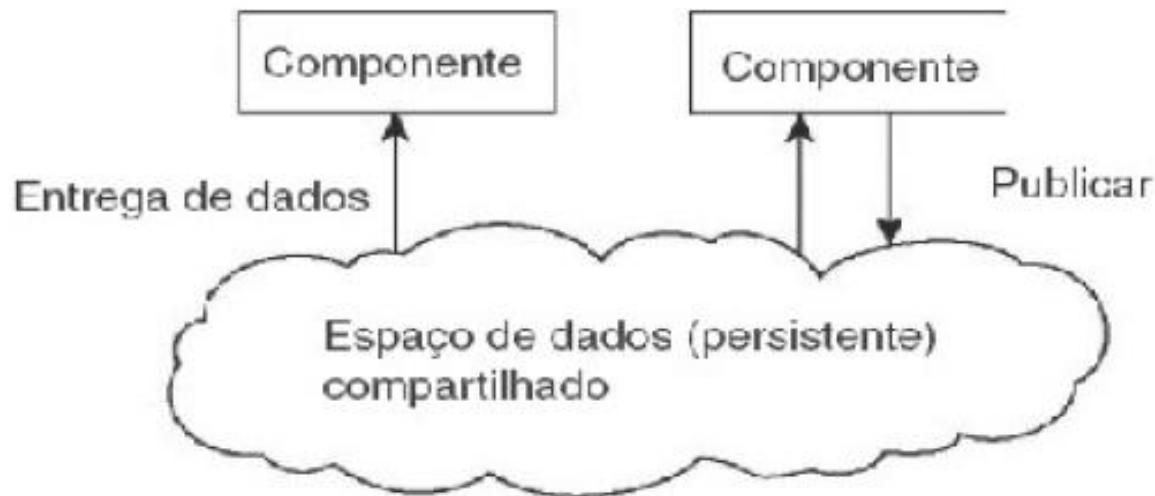 Componente
Componente
Entrega de dados
Publicar
Espaço de dados (persistente)
compartilhado